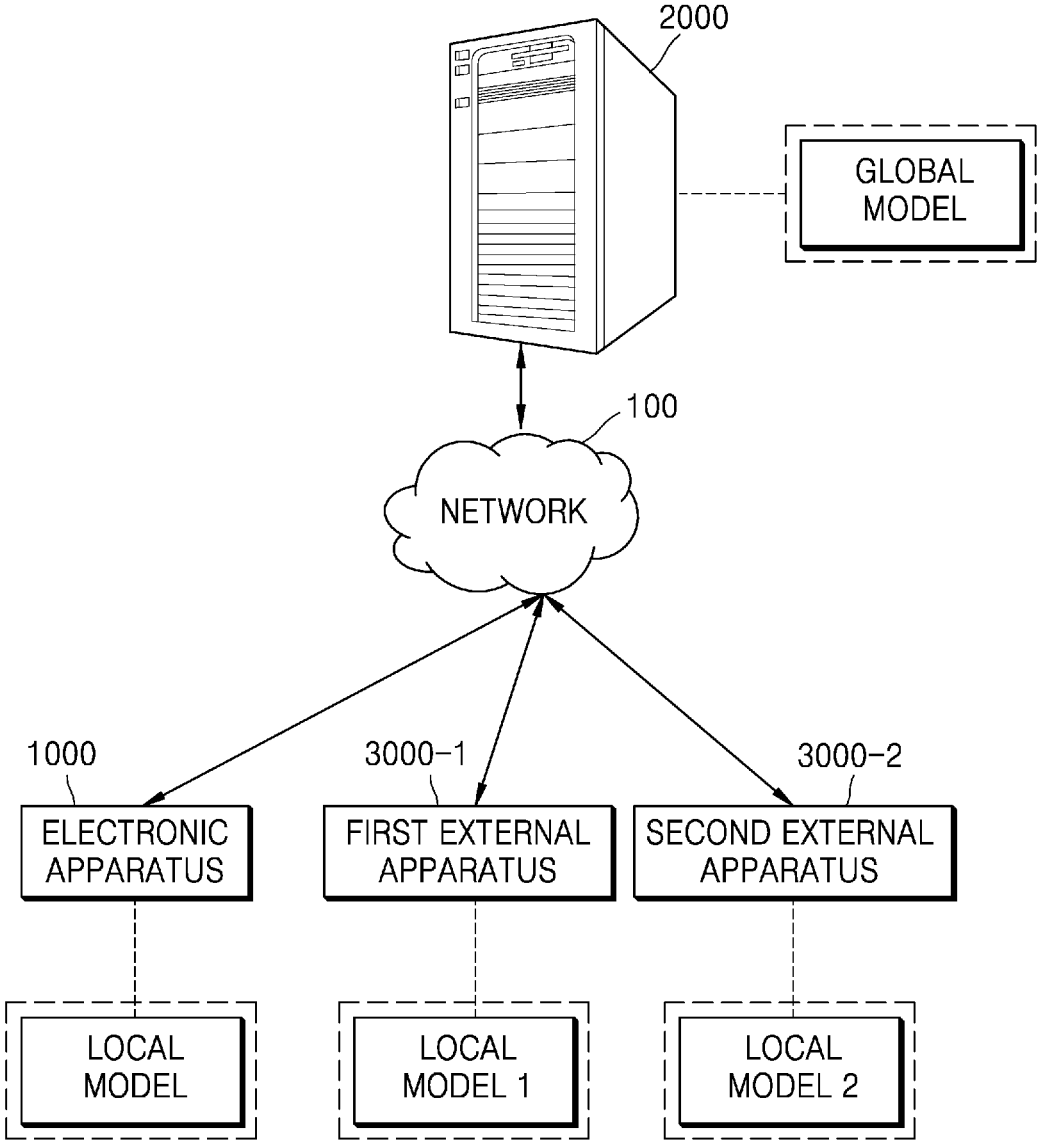 2000
GLOBAL
MODEL
100
NETWORK
1000
3000-1
3000-2
ELECTRONIC
APPARATUS
FIRST EXTERNAL
APPARATUS
SECOND EXTERNAL
APPARATUS
LOCAL
MODEL
LOCAL
MODEL 1
LOCAL
MODEL 2